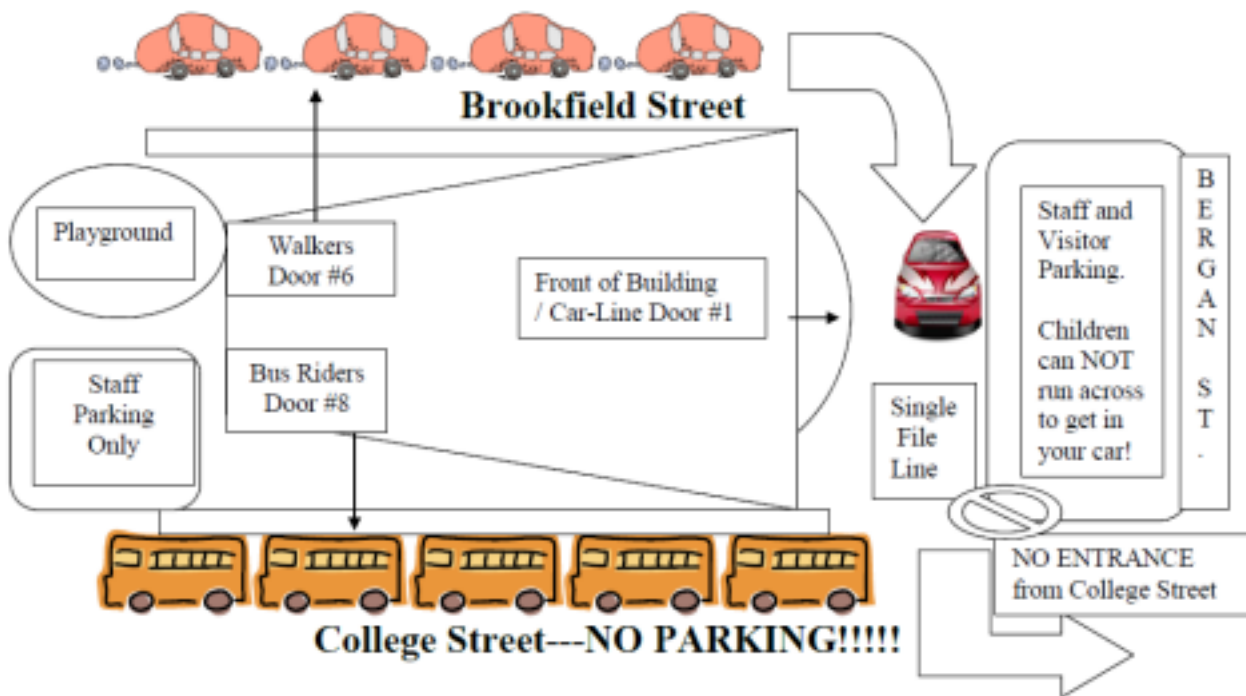 Brookfield Street
Playground
Walkers
Door #6
Front of Building
/ Car-Line Door #1
Staff and
Visitor
Parking.
Children
can NOT
run across
to get in
your car!
BERGAN ST.
Staff
Parking
Only
Bus Riders
Door #8
Single
File
Line
NO ENTRANCE
from College Street
College Street---NO PARKING!!!!!